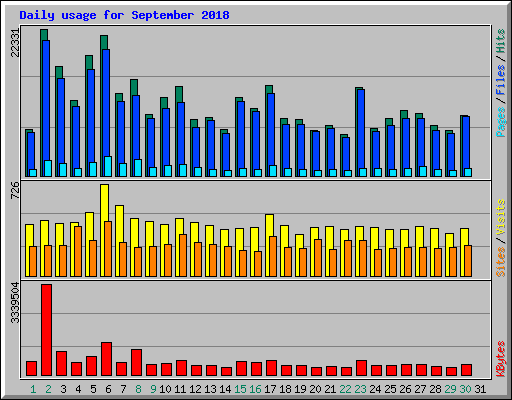 Daily usage for September 2018
22331
Pages / Files / Hits
726
Sites / Visits
3339504
KBytes
1 2 3 4 5 6 7 8 9 10 11 12 13 14 15 16 17 18 19 20 21 22 23 24 25 26 27 28 29 30 31